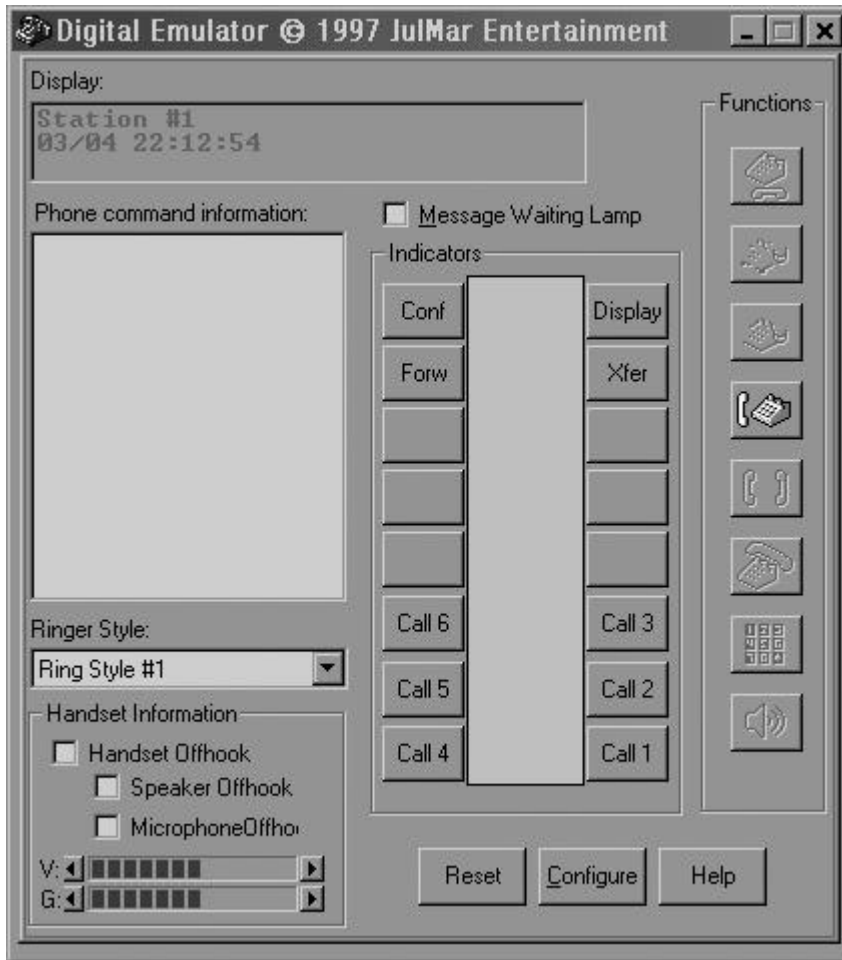 Digital Emulator © 1997 JulMar Entertainment
Display:
Station #1
03/04 22:12:54
Functions
Phone command information:
Message Waiting Lamp
Indicators
Conf
Display
Forw
Xfer
Call 6
Call 3
Call 5
Call 2
Call 4
Call 1
Ringer Style:
Ring Style #1
Handset Information
Handset Offhook
Speaker Offhook
MicrophoneOffho
V:
G:
Reset
Configure
Help